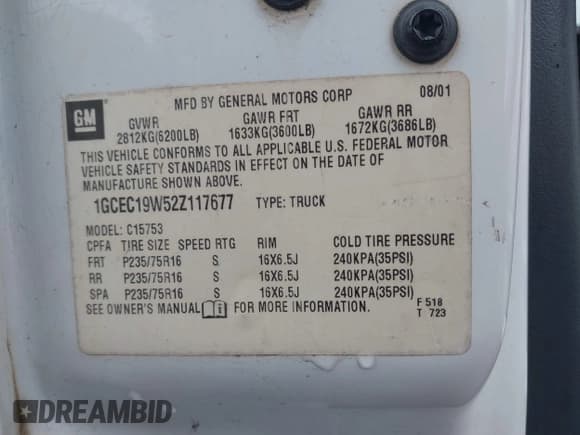 GM
MFD BY GENERAL MOTORS CORP 08/01
GVWR GAWR FRT GAWR RR
2812KG(6200LB) 1633KG(3600LB) 1672KG(3686LB)
THIS VEHICLE CONFORMS TO ALL APPLICABLE U.S. FEDERAL MOTOR
VEHICLE SAFETY STANDARDS IN EFFECT ON THE DATE OF
MANUFACTURE SHOWN ABOVE.
1GCEC19W52Z117677 TYPE: TRUCK
MODEL: C15753
CPFA TIRE SIZE SPEED RTG RIM COLD TIRE PRESSURE
FRT P235/75R16 S 16X6.5J 240KPA(35PSI)
RR P235/75R16 S 16X6.5J 240KPA(35PSI)
SPA P235/75R16 S 16X6.5J 240KPA(35PSI)
SEE OWNER'S MANUAL FOR MORE INFORMATION. F 518
T 723
DREAMBID